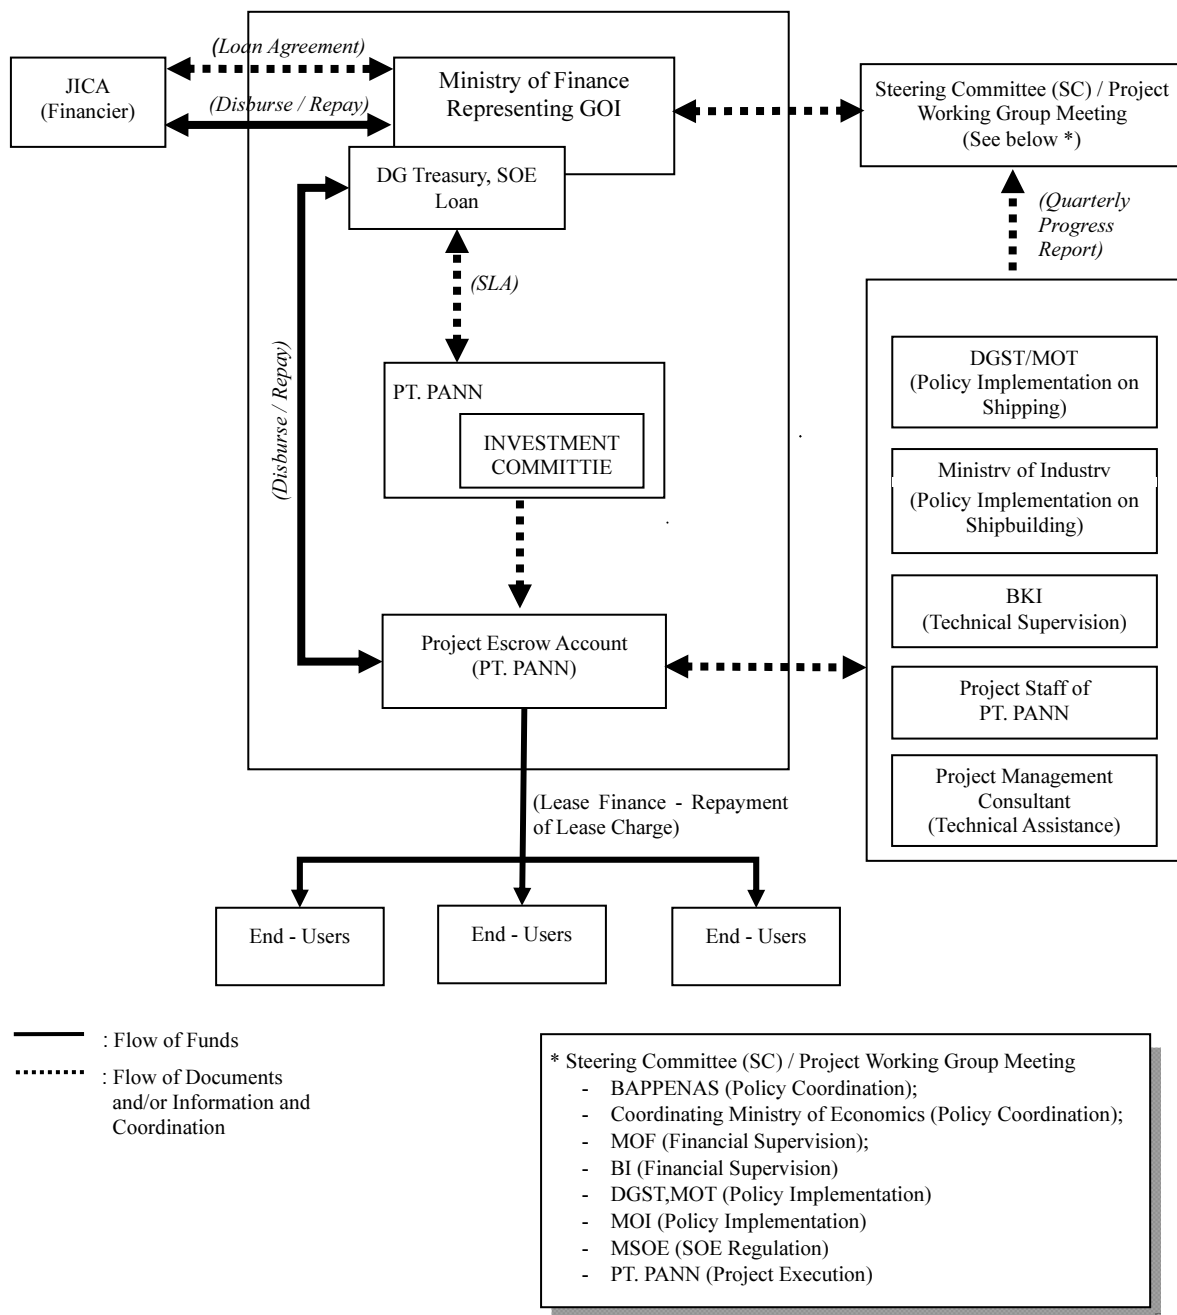 (Loan Agreement)
JICA
(Financier)
(Disburse / Repay)
Ministry of Finance
Representing GOI
Steering Committee (SC) / Project
Working Group Meeting
(See below *)
DG Treasury, SOE
Loan
(Quarterly
Progress
Report)
(SLA)
(Disburse / Repay)
PT. PANN
INVESTMENT
COMMITTIE
DGST/MOT
(Policy Implementation on
Shipping)
Ministry of Industry
(Policy Implementation on
Shipbuilding)
BKI
(Technical Supervision)
Project Escrow Account
(PT. PANN)
Project Staff of
PT. PANN
Project Management
Consultant
(Technical Assistance)
(Lease Finance - Repayment
of Lease Charge)
End - Users
End - Users
End - Users
: Flow of Funds
: Flow of Documents
and/or Information and
Coordination
* Steering Committee (SC) / Project Working Group Meeting
- BAPPENAS (Policy Coordination);
- Coordinating Ministry of Economics (Policy Coordination);
- MOF (Financial Supervision);
- BI (Financial Supervision)
- DGST,MOT (Policy Implementation)
- MOI (Policy Implementation)
- MSOE (SOE Regulation)
- PT. PANN (Project Execution)